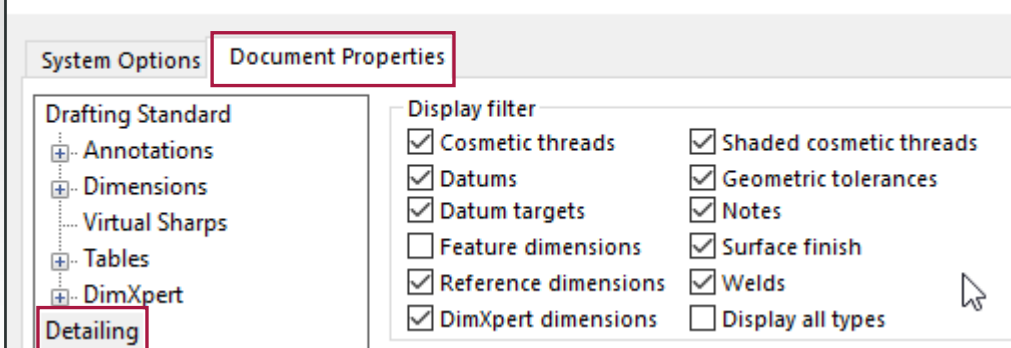 System Options
Document Properties
Drafting Standard
Annotations
Dimensions
Virtual Sharps
Tables
DimXpert
Detailing
Display filter
Cosmetic threads
Shaded cosmetic threads
Datums
Geometric tolerances
Datum targets
Notes
Feature dimensions
Surface finish
Reference dimensions
Welds
DimXpert dimensions
Display all types